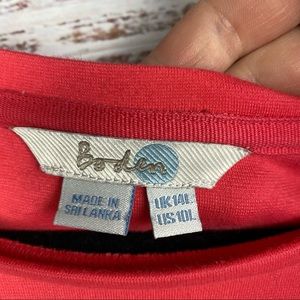 Boden
MADE IN
SRI LANKA
UK14L
US10L